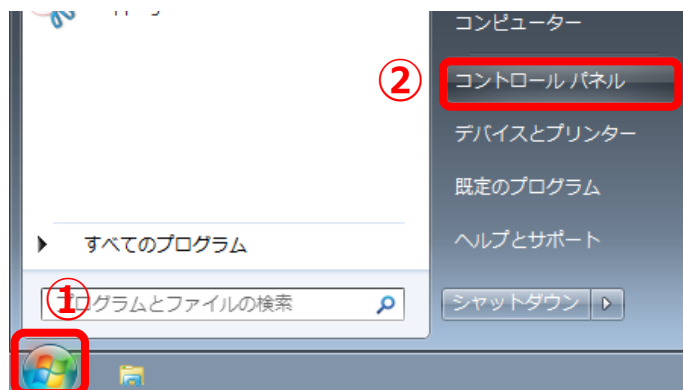 コンピューター
②
コントロール パネル
デバイスとプリンター
既定のプログラム
すべてのプログラム
ヘルプとサポート
①
ログラムとファイルの検索
シャットダウン